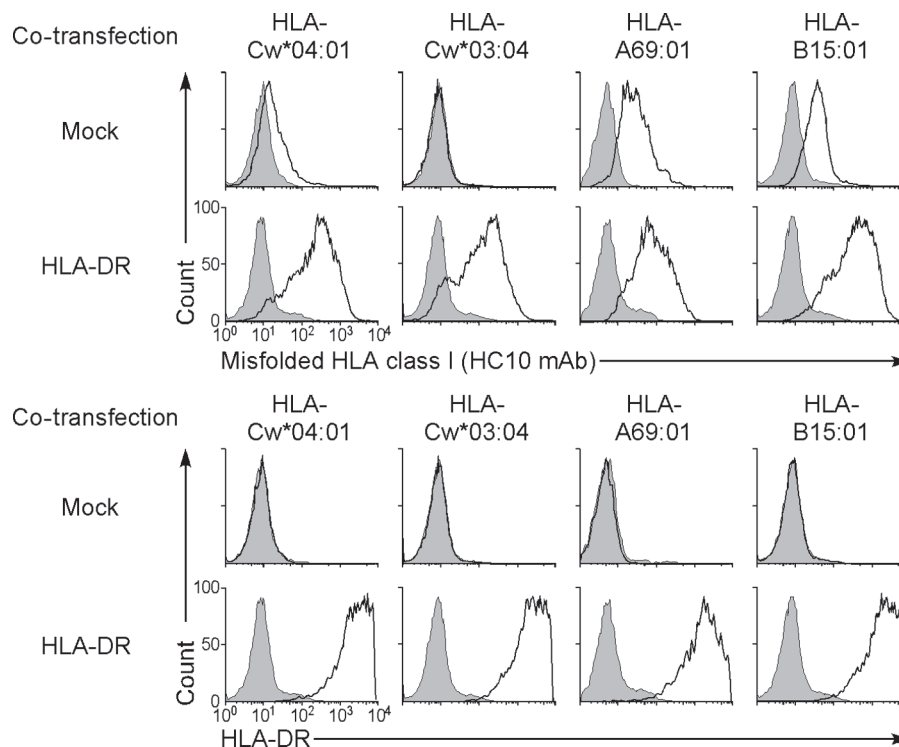 Co-transfection
HLA-
Cw*04:01
HLA-
Cw*03:04
HLA-
A69:01
HLA-
B15:01
Mock
HLA-DR
Count
100
50
0
10⁰ 10¹ 10² 10³ 10⁴
Misfolded HLA class I (HC10 mAb)
Co-transfection
HLA-
Cw*04:01
HLA-
Cw*03:04
HLA-
A69:01
HLA-
B15:01
Mock
HLA-DR
Count
100
50
0
10⁰ 10¹ 10² 10³ 10⁴
HLA-DR